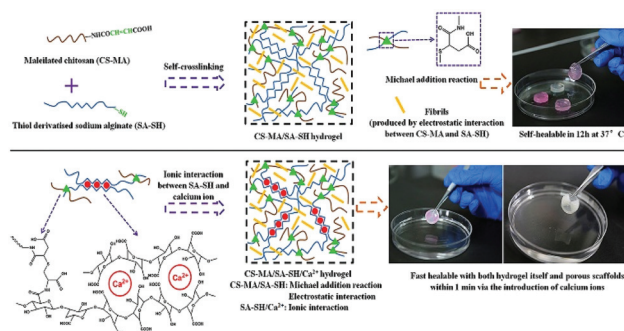 NHCOCH=CHCOOH
Maleilated chitosan (CS-MA)
+
SH
Thiol derivatised sodium alginate (SA-SH)
Self-crosslinking
CS-MA/SA-SH hydrogel
Michael addition reaction
Fibrils
(produced by electrostatic interaction
between CS-MA and SA-SH)
Self-healable in 12h at 37° C
Ionic interaction
between SA-SH and
calcium ion
Ca²⁺
Ca²⁺
CS-MA/SA-SH/Ca²⁺ hydrogel
CS-MA/SA-SH: Michael addition reaction
Electrostatic interaction
SA-SH/Ca²⁺: Ionic interaction
Fast healable with both hydrogel itself and porous scaffolds
within 1 min via the introduction of calcium ions